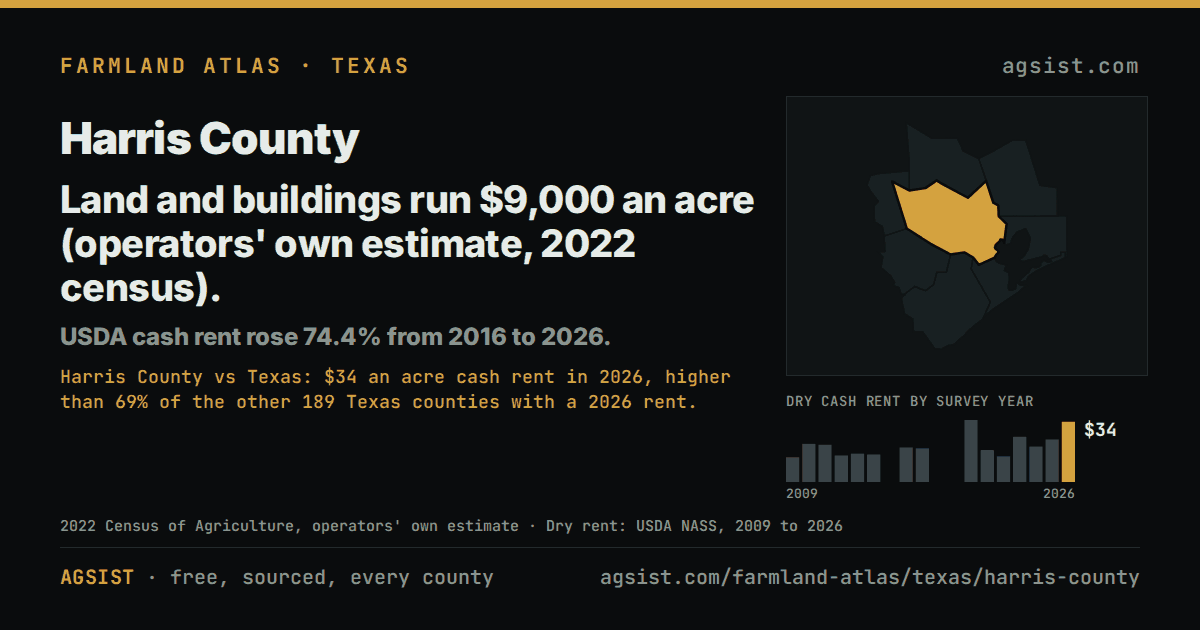 FARMLAND ATLAS · TEXAS
agsist.com
Harris County
Land and buildings run $9,000 an acre
(operators' own estimate, 2022
census).
USDA cash rent rose 74.4% from 2016 to 2026.
Harris County vs Texas: $34 an acre cash rent in 2026, higher
than 69% of the other 189 Texas counties with a 2026 rent.
DRY CASH RENT BY SURVEY YEAR
$34
2009
2026
2022 Census of Agriculture, operators' own estimate · Dry rent: USDA NASS, 2009 to 2026
AGSIST · free, sourced, every county
agsist.com/farmland-atlas/texas/harris-county